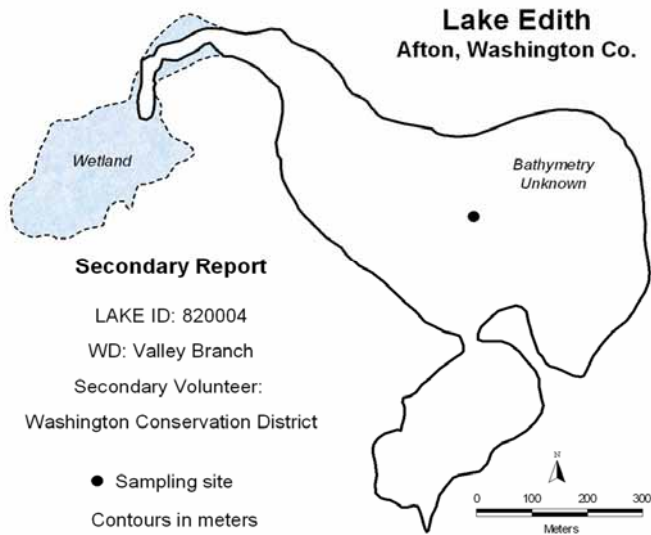 Lake Edith
Afton, Washington Co.
Wetland
Bathymetry
Unknown
Secondary Report
LAKE ID: 820004
WD: Valley Branch
Secondary Volunteer:
Washington Conservation District
Sampling site
Contours in meters
N
0 100 200 300
Meters